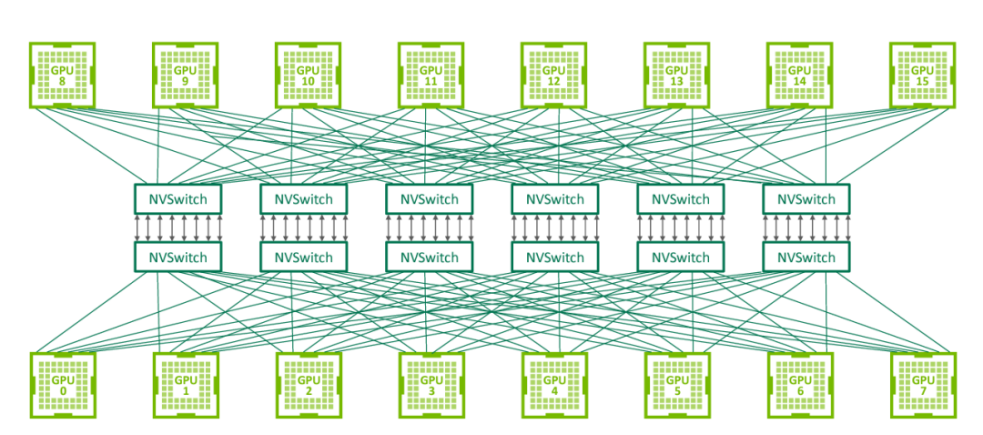 GPU 8 GPU 9 GPU 10 GPU 11 GPU 12 GPU 13 GPU 14 GPU 15
NVSwitch NVSwitch NVSwitch NVSwitch NVSwitch NVSwitch
NVSwitch NVSwitch NVSwitch NVSwitch NVSwitch NVSwitch
GPU 0 GPU 1 GPU 2 GPU 3 GPU 4 GPU 5 GPU 6 GPU 7